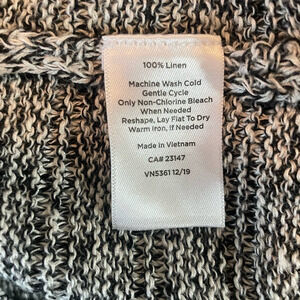 100% Linen
Machine Wash Cold
Gentle Cycle
Only Non-Chlorine Bleach
When Needed
Reshape, Lay Flat To Dry
Warm Iron, If Needed
Made in Vietnam
CA# 23147
VN5361 12/19